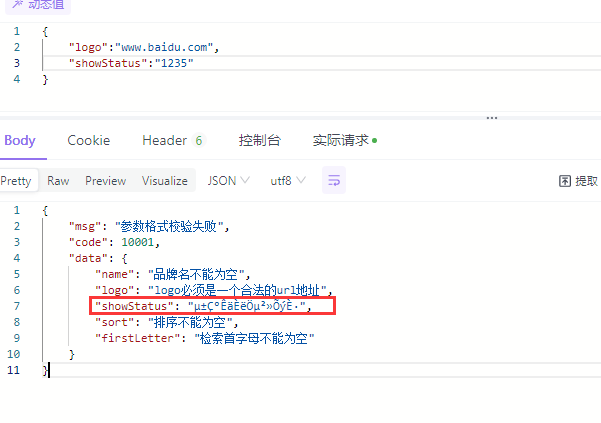 动态值
1 {
2 "logo":"www.baidu.com",
3 "showStatus":"1235"
4 }
Body Cookie Header 6 控制台 实际请求
Pretty Raw Preview Visualize JSON utf8 提取
1 {
2 "msg": "参数格式校验失败",
3 "code": 10001,
4 "data": {
5 "name": "品牌名不能为空",
6 "logo": "logo必须是一个合法的url地址",
7 "showStatus": "µ±ÇºÊäÈëÖµ²»ÔýÈ·",
8 "sort": "排序不能为空",
9 "firstLetter": "检索首字母不能为空"
10 }
11 }